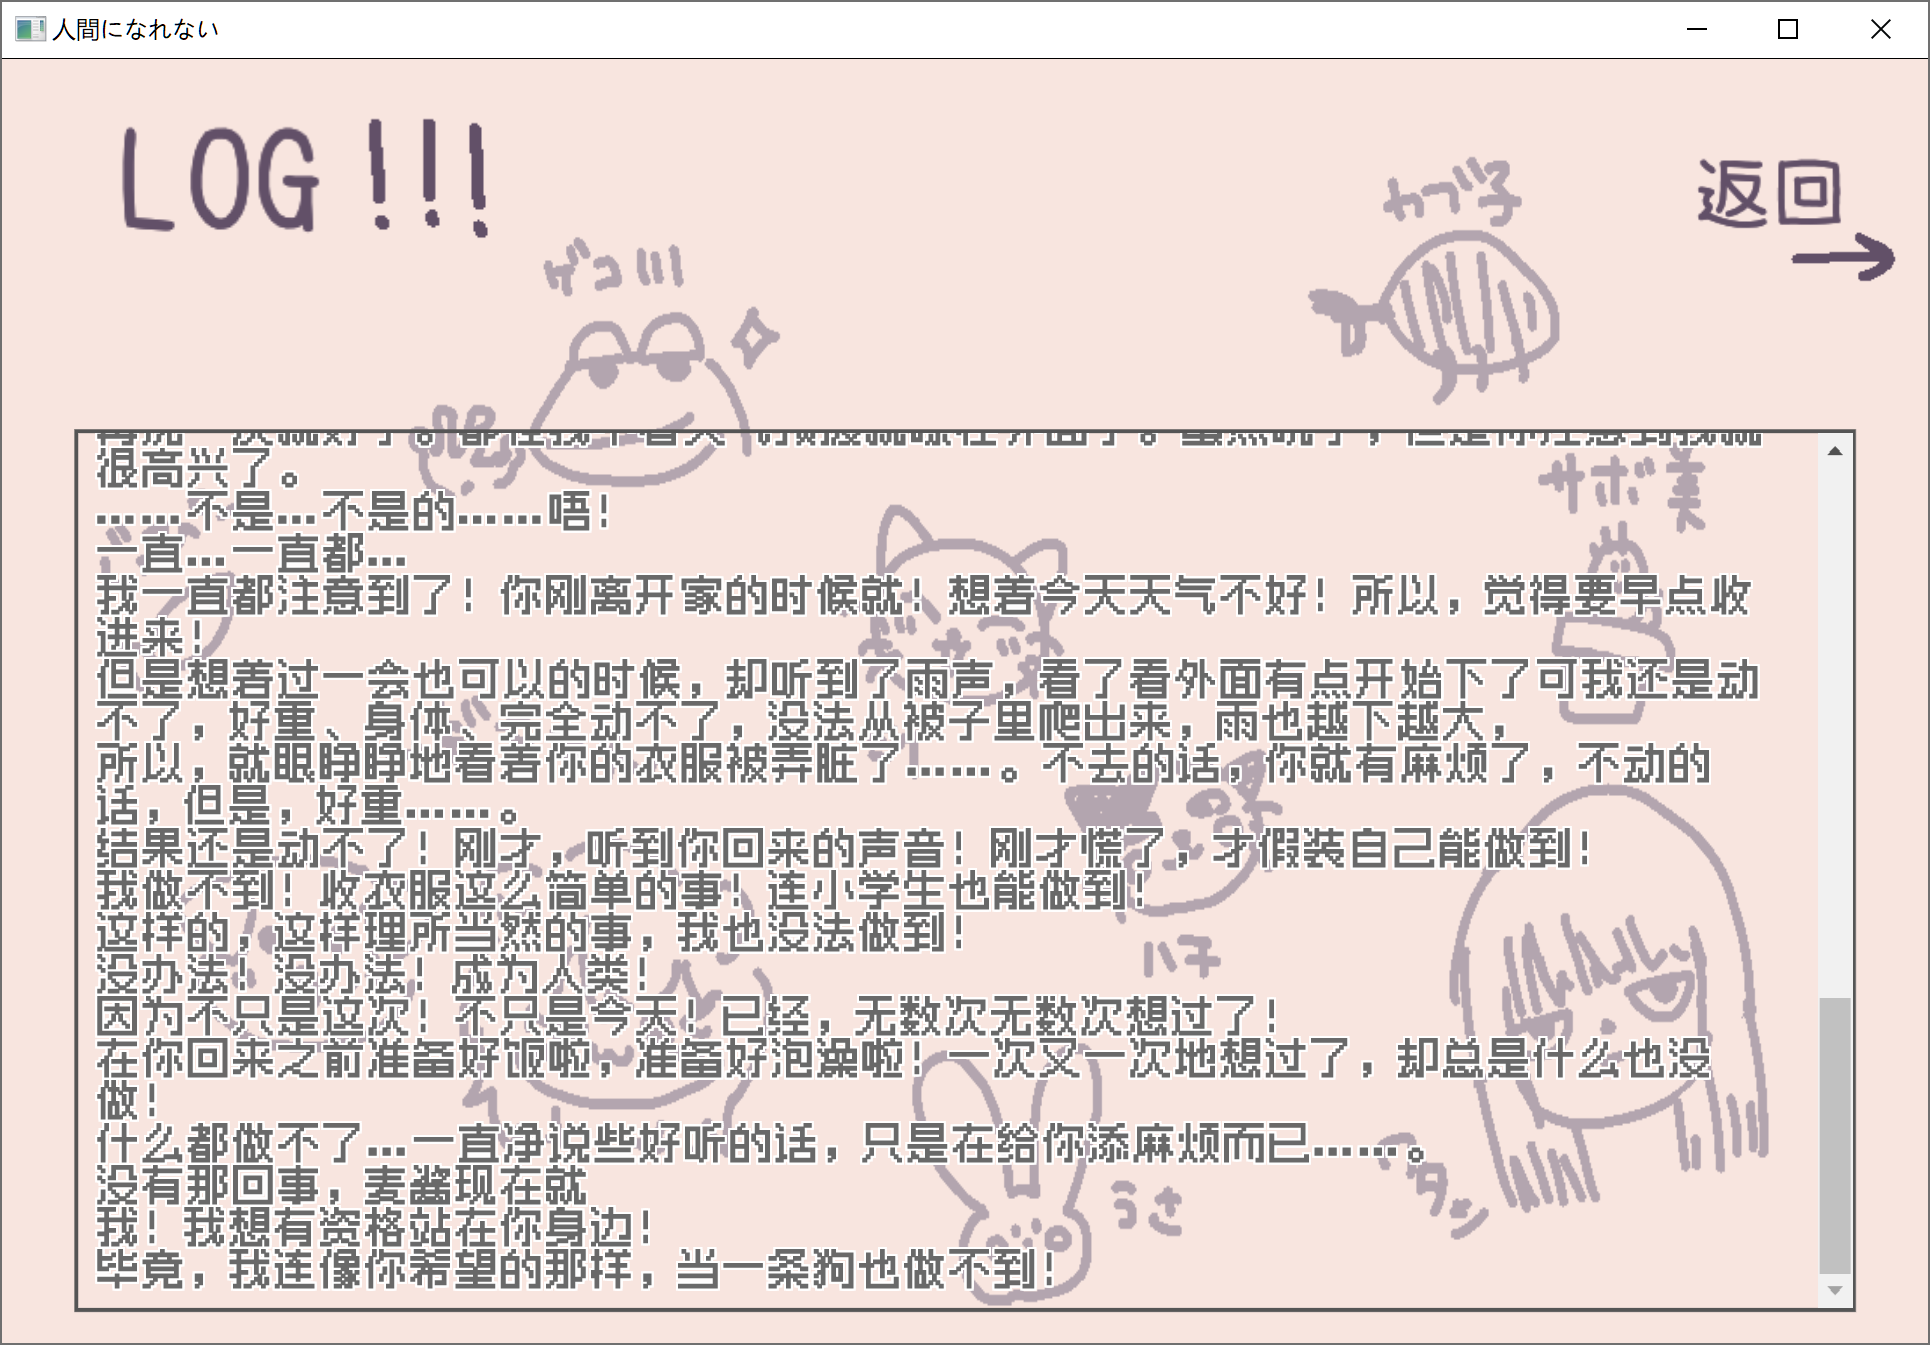 人間になれない
LOG!!!
返回
カブ子
ゲコ川
很高兴了。
サボ美
……不是…不是的……唔！
一直…一直都…
我一直都注意到了！你刚离开家的时候就！想着今天天气不好！所以，觉得要早点收
进来！
但是想着过一会也可以的时候，却听到了雨声，看了看外面有点开始下了可我还是动
不了，好重、身体、完全动不了，没法从被子里爬出来，雨也越下越大，
所以，就眼睁睁地看着你的衣服被弄脏了……。不去的话，你就有麻烦了，不动的
话，但是，好重……。
结果还是动不了！刚才，听到你回来的声音！刚才慌了，才假装自己能做到！
我做不到！收衣服这么简单的事！连小学生也能做到！
这样的，这样理所当然的事，我也没法做到！
ハチ
没办法！没办法！成为人类！
因为不只是这次！不只是今天！已经，无数次无数次想过了！
在你回来之前准备好饭啦，准备好泡澡啦！一次又一次地想过了，却总是什么也没
做！
什么都做不了…一直净说些好听的话，只是在给你添麻烦而已……。
没有那回事，麦酱现在就
うさ
我！我想有资格站在你身边！
毕竟，我连像你希望的那样，当一条狗也做不到！